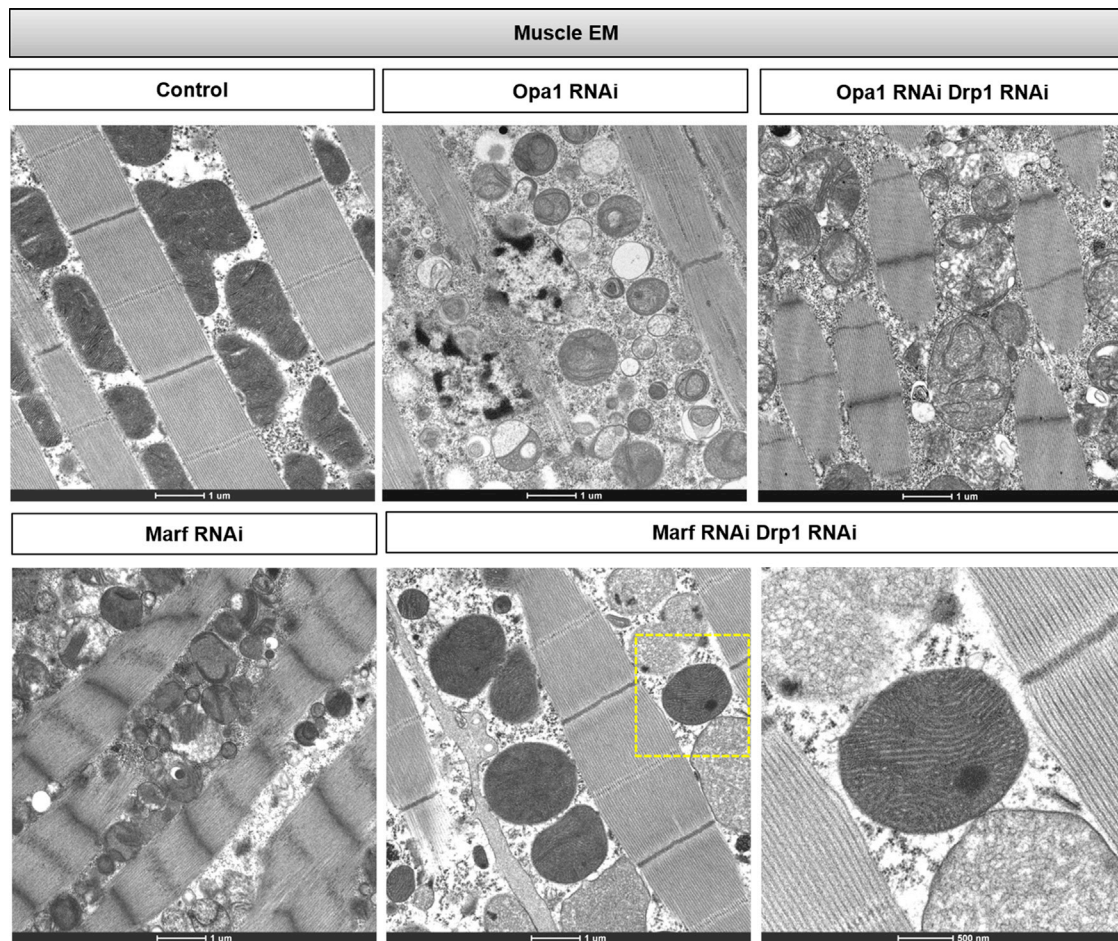 Muscle EM
Control
Opa1 RNAi
Opa1 RNAi Drp1 RNAi
1 um
1 um
1 um
Marf RNAi
Marf RNAi Drp1 RNAi
1 um
1 um
500 nm